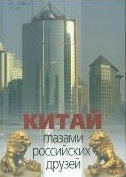 КИТАЙ
глазами
российских
друзей